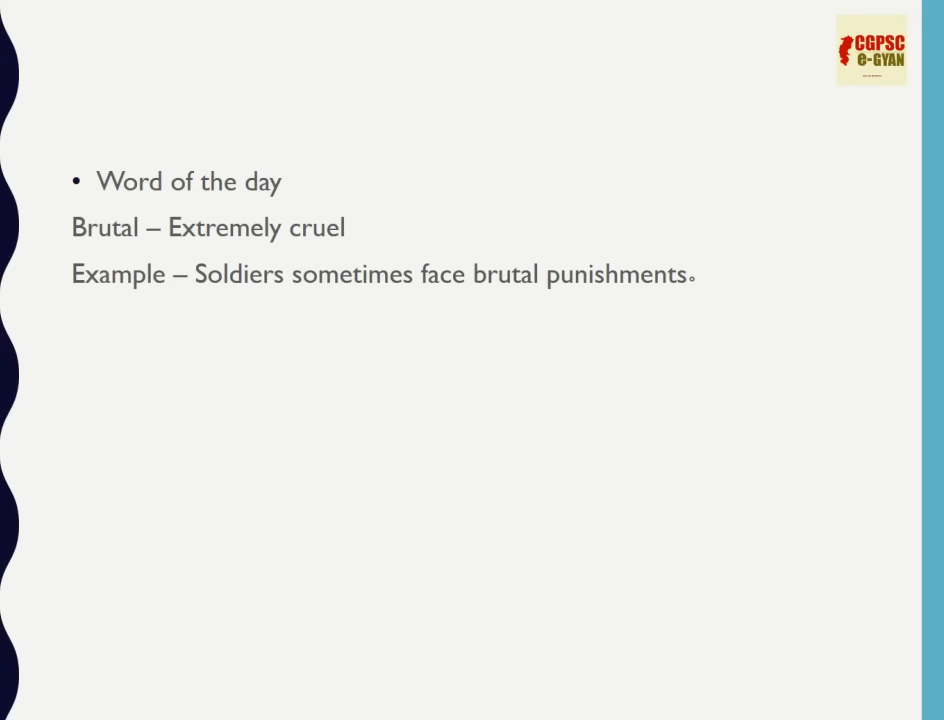 CGPSC
e-GYAN
• Word of the day
Brutal – Extremely cruel
Example – Soldiers sometimes face brutal punishments。